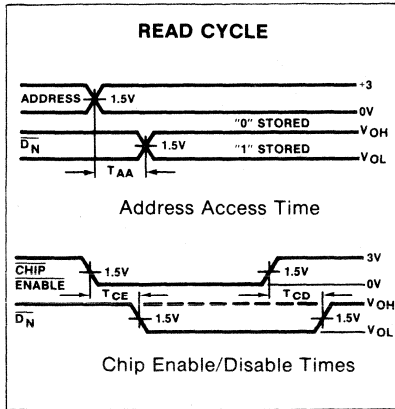 READ CYCLE
+3
ADDRESS
1.5V
0V
"0" STORED
VOH
DN
1.5V
"1" STORED
VOL
TAA
Address Access Time
3V
CHIP
ENABLE
1.5V
1.5V
0V
TCE
TCD
VOH
DN
1.5V
1.5V
VOL
Chip Enable/Disable Times